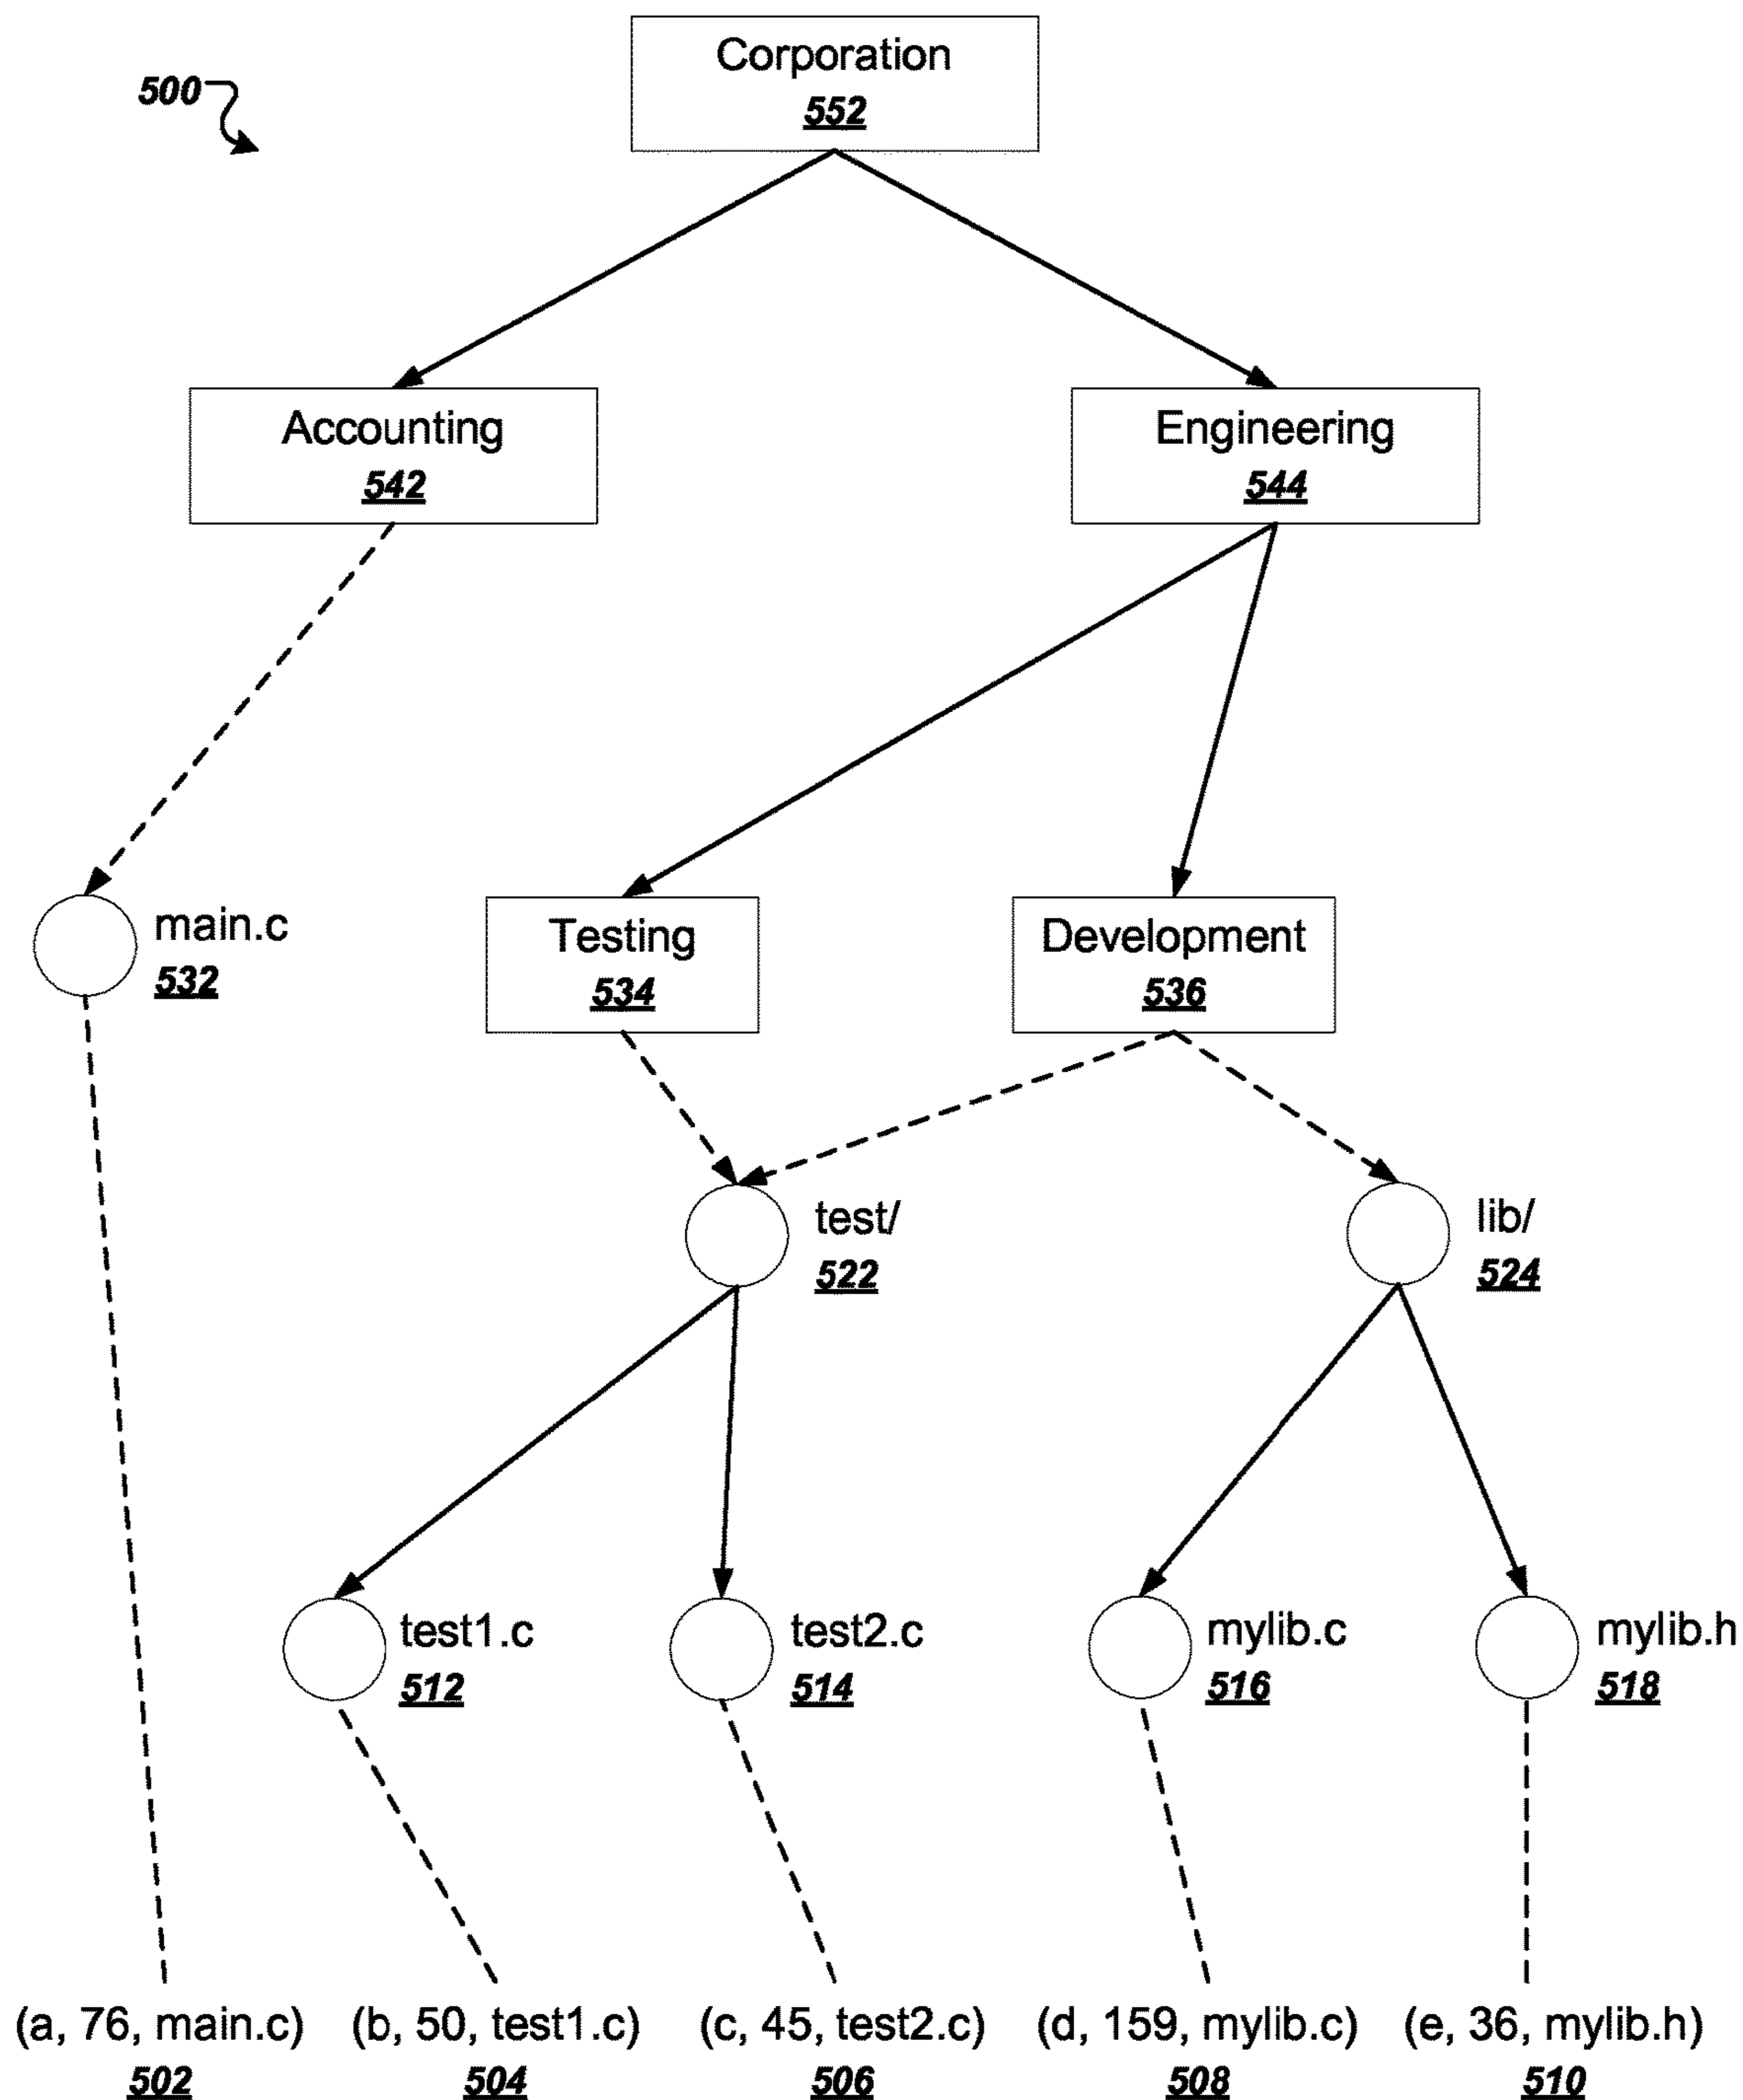 Corporation
552
500
Accounting
542
Engineering
544
main.c
532
Testing
534
Development
536
test/
522
lib/
524
test1.c
512
test2.c
514
mylib.c
516
mylib.h
518
(a, 76, main.c)
502
(b, 50, test1.c)
504
(c, 45, test2.c)
506
(d, 159, mylib.c)
508
(e, 36, mylib.h)
510